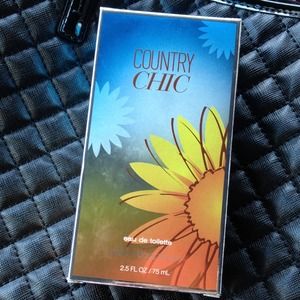 COUNTRY
CHIC
eau de toilette
2.5 FL OZ / 75 mL